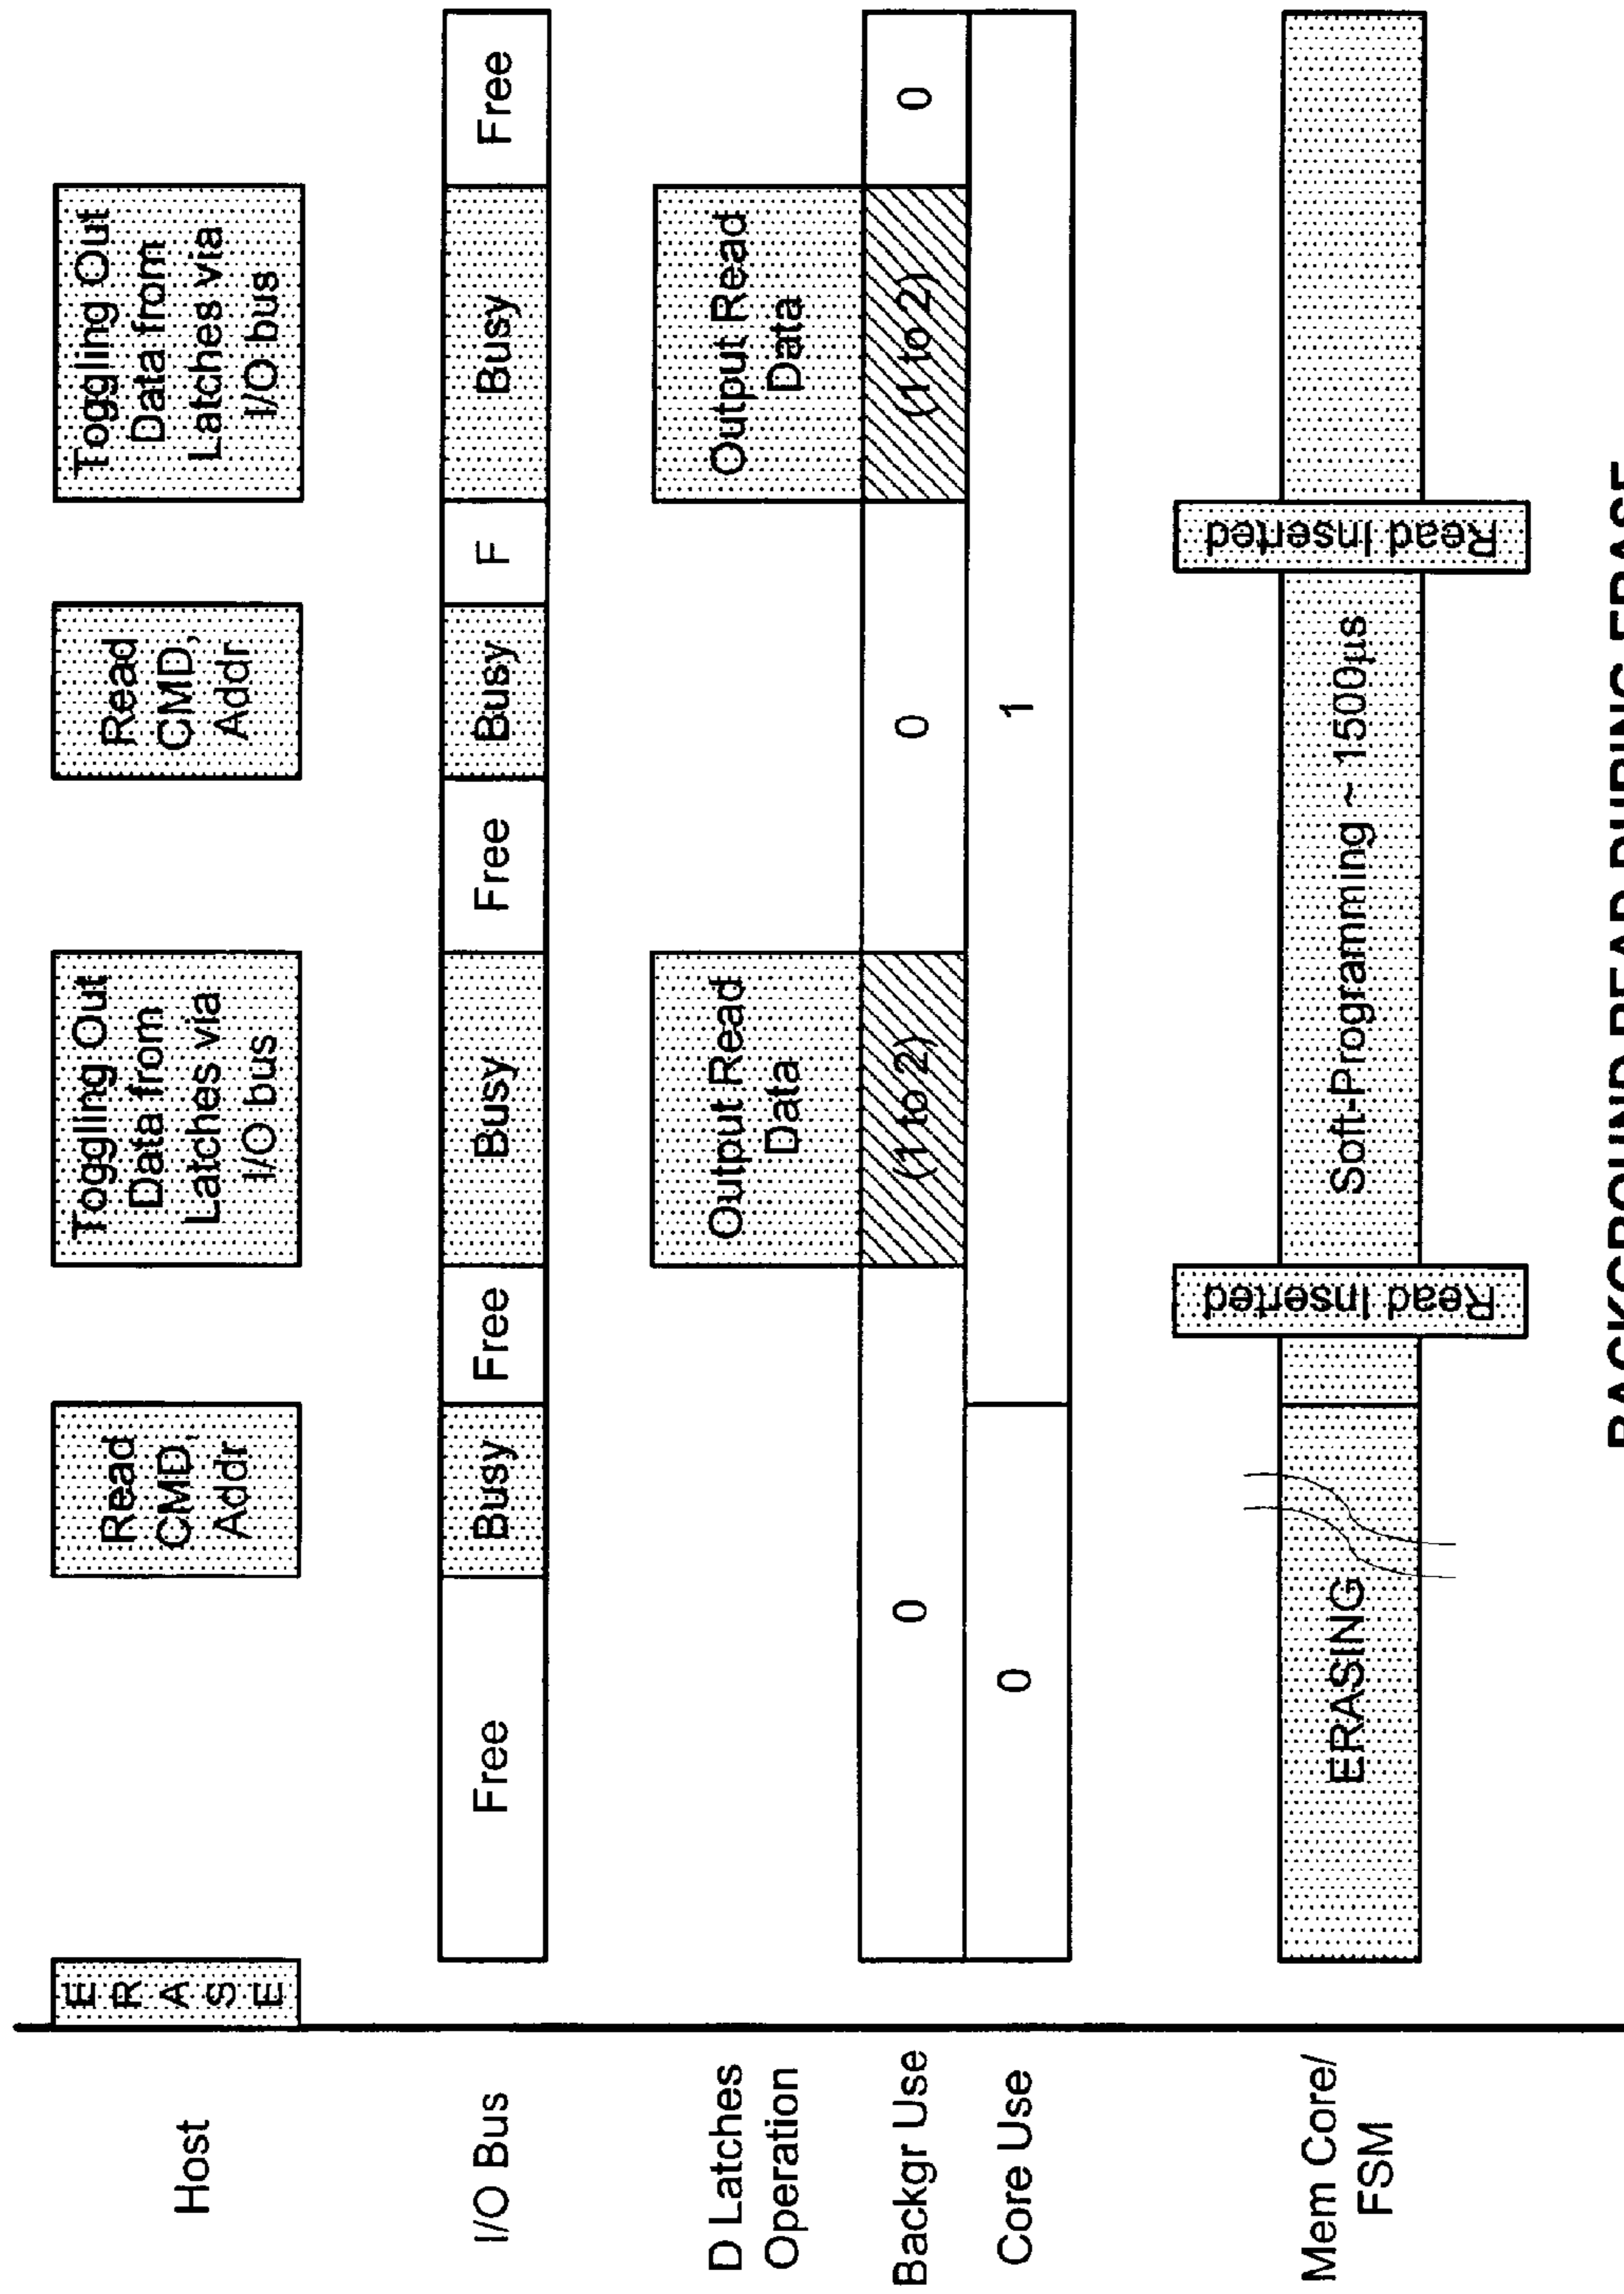 Host
E
R
A
S
E
Read
CMD,
Addr
Toggling Out
Data from
Latches via
I/O bus
Read
CMD,
Addr
Toggling Out
Data from
Latches via
I/O bus
I/O Bus
Free
Busy
Free
Busy
Free
Busy
F
Busy
Free
D Latches
Operation
Output Read
Data
Output Read
Data
Backgr Use
0
(1 to 2)
0
(1 to 2)
0
Core Use
0
1
Mem Core/
FSM
ERASING
Read Inserted
Soft-Programming ~ 1500µs
Read Inserted
BACKGROUND READ DURING ERASE